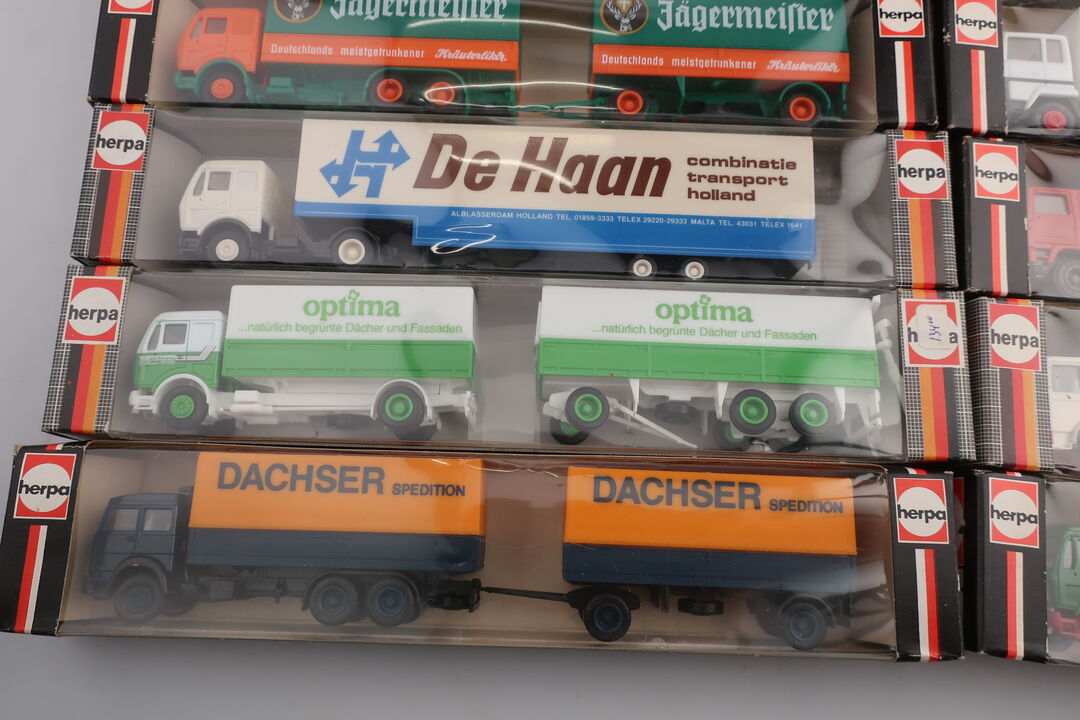 Jägermeister
Deutschlands meistgetrunkener Kräuterlikör
Jägermeister
Deutschlands meistgetrunkener Kräuterlikör
herpa
herpa
herpa
De Haan
combinatie
transport
holland
ALBLASSERDAM HOLLAND TEL. 01859-3333 TELEX 29220-29333 MALTA TEL. 43031 TELEX 1641
herpa
herpa
herpa
optima
...natürlich begrünte Dächer und Fassaden
optima
...natürlich begrünte Dächer und Fassaden
herpa
herpa
DACHSER SPEDITION
DACHSER SPEDITION
herpa
herpa